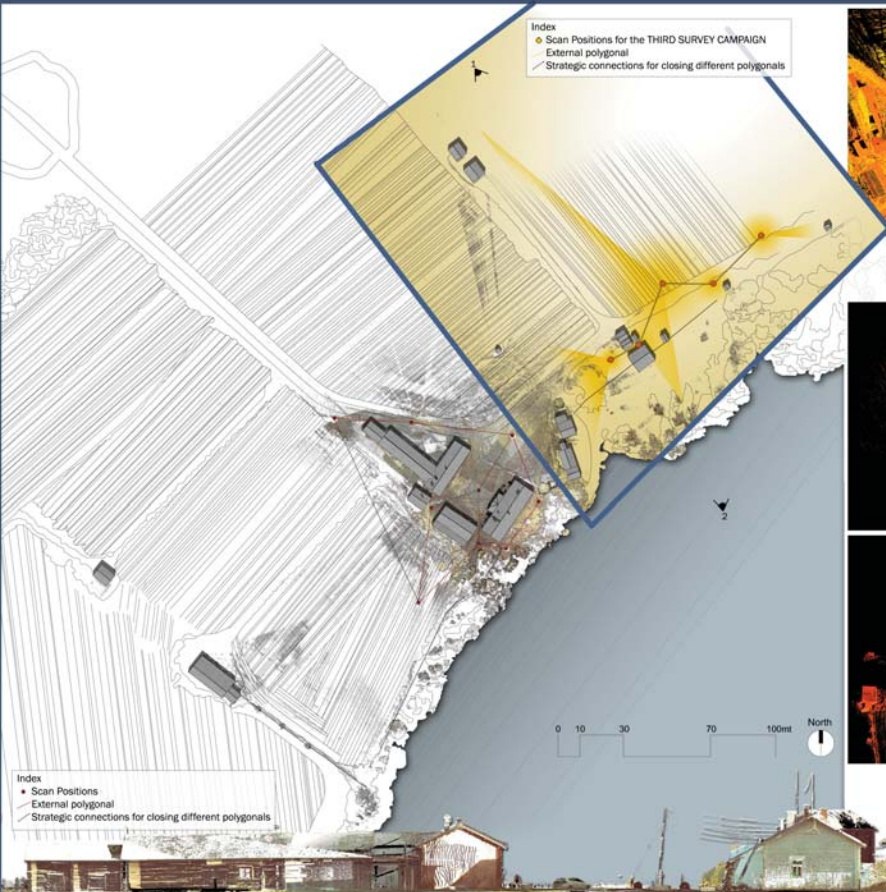 Index
Scan Positions for the THIRD SURVEY CAMPAIGN
External polygonal
Strategic connections for closing different polygonals
1
2
0 10 30 70 100mt
North
Index
Scan Positions
External polygonal
Strategic connections for closing different polygonals